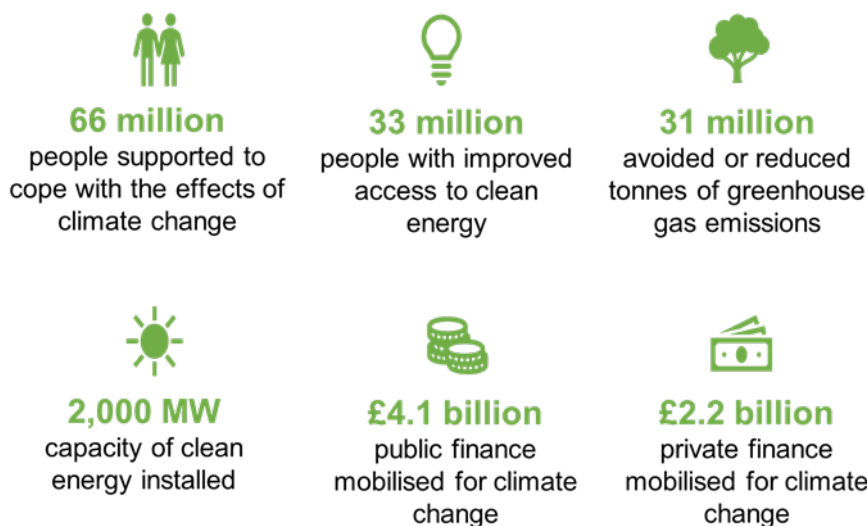 66 million
people supported to
cope with the effects of
climate change
33 million
people with improved
access to clean
energy
31 million
avoided or reduced
tonnes of greenhouse
gas emissions
2,000 MW
capacity of clean
energy installed
£4.1 billion
public finance
mobilised for climate
change
£2.2 billion
private finance
mobilised for climate
change